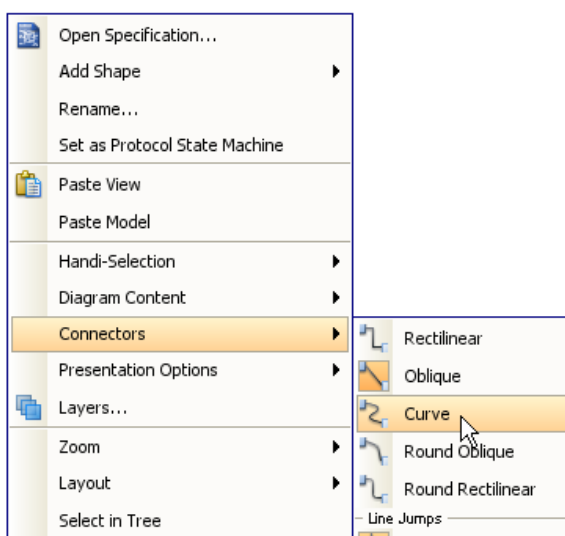 Open Specification...
Add Shape
Rename...
Set as Protocol State Machine
Paste View
Paste Model
Handi-Selection
Diagram Content
Connectors
Presentation Options
Layers...
Zoom
Layout
Select in Tree
Rectilinear
Oblique
Curve
Round Oblique
Round Rectilinear
Line Jumps